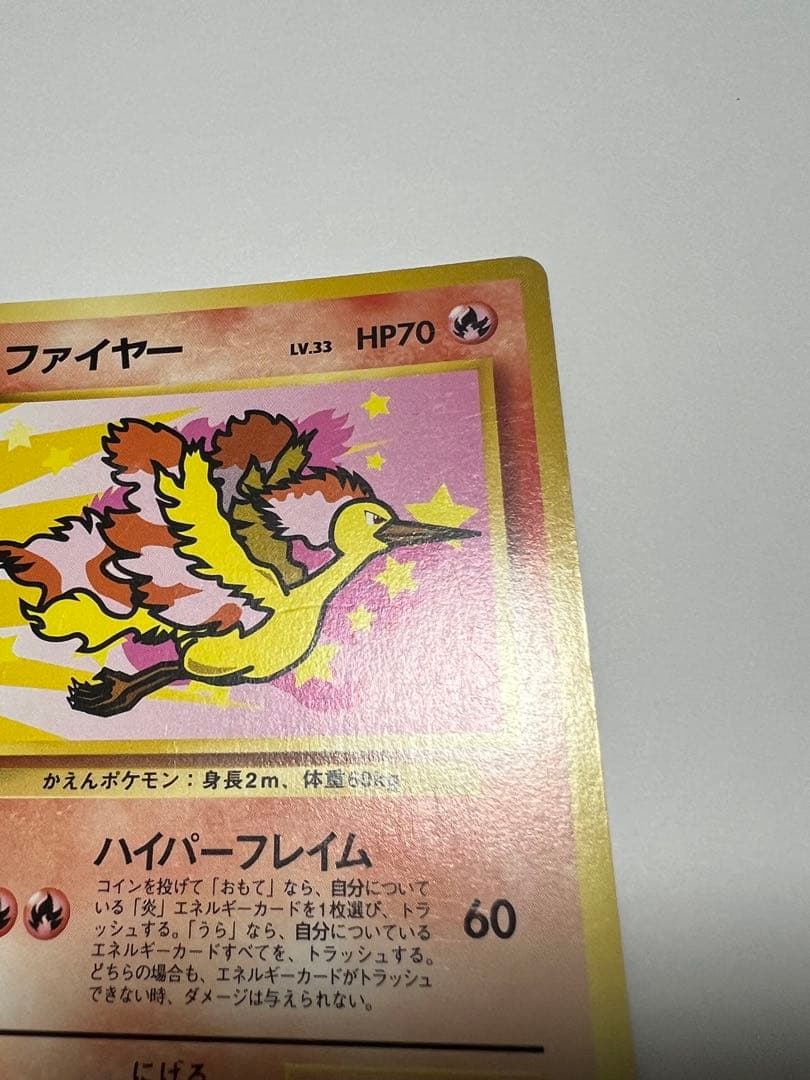 ファイヤー LV.33 HP70
かえんポケモン：身長2m、体重60kg
ハイパーフレイム
コインを投げて「おもて」なら、自分について
いる「炎」エネルギーカードを1枚選び、トラ
ッシュする。「うら」なら、自分についている
エネルギーカードすべてを、トラッシュする。
どちらの場合も、エネルギーカードがトラッシュ
できない時、ダメージは与えられない。
60
にげる